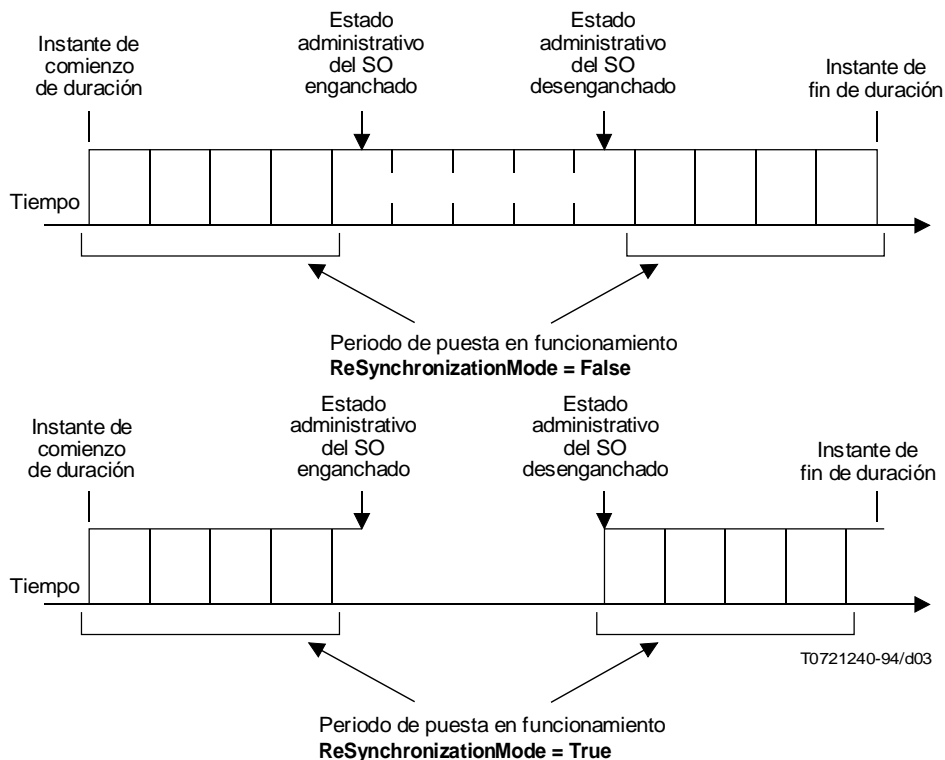 Instante de
comienzo
de duración
Estado
administrativo
del SO
enganchado
Estado
administrativo
del SO
desenganchado
Instante de
fin de duración
Tiempo
Periodo de puesta en funcionamiento
ReSynchronizationMode = False
Instante de
comienzo
de duración
Estado
administrativo
del SO
enganchado
Estado
administrativo
del SO
desenganchado
Instante de
fin de duración
Tiempo
T0721240-94/d03
Periodo de puesta en funcionamiento
ReSynchronizationMode = True